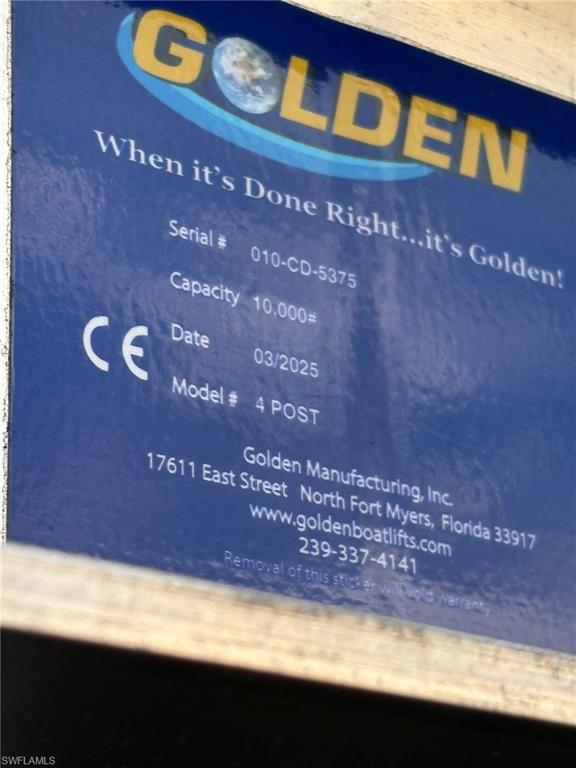 GOLDEN
When it's Done Right...it's Golden!
Serial # 010-CD-5375
Capacity 10,000#
Date 03/2025
CE
Model # 4 POST
Golden Manufacturing, Inc.
17611 East Street North Fort Myers, Florida 33917
www.goldenboatlifts.com
239-337-4141
Removal of this sticker will void warranty
SWFLAMLS